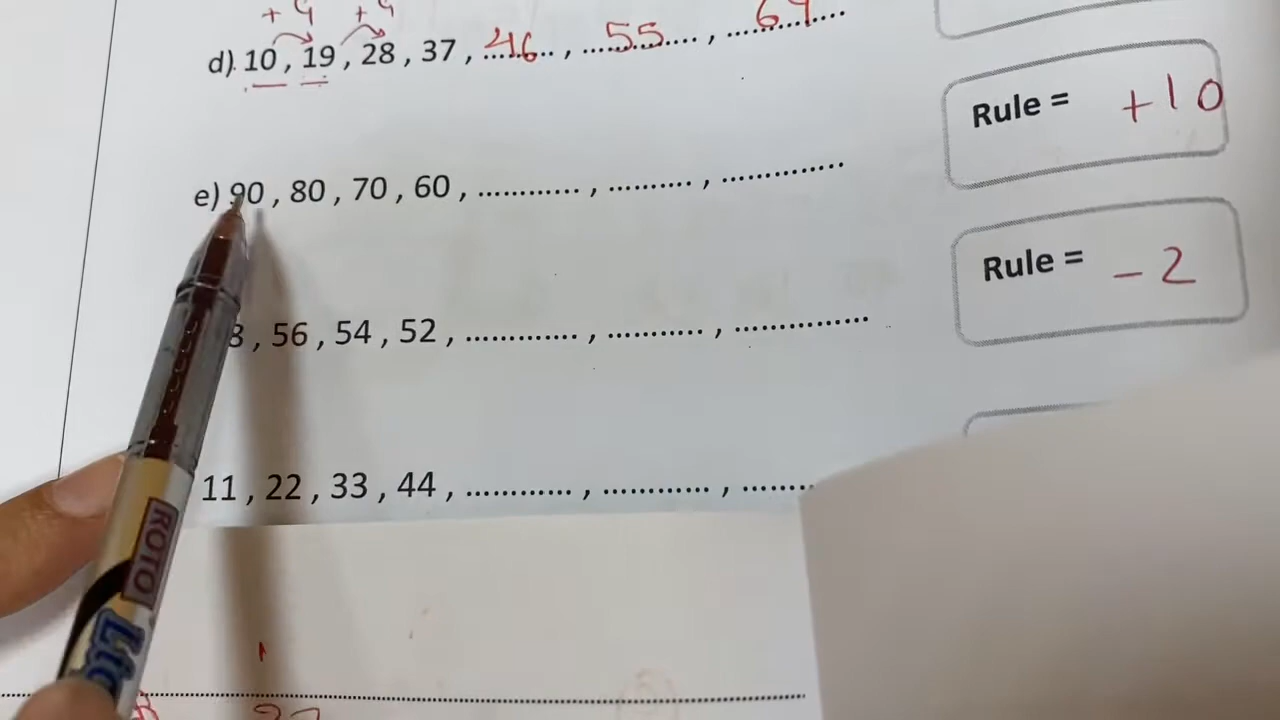 + 9 + 9
d) 10 , 19 , 28 , 37 , 46 , 55 , 64
Rule = +10
e) 90 , 80 , 70 , 60 , ............ , .......... , ..............
Rule = - 2
8 , 56 , 54 , 52 , ............. , ........... , ...............
11 , 22 , 33 , 44 , ............ , ............ , ........
ROTO